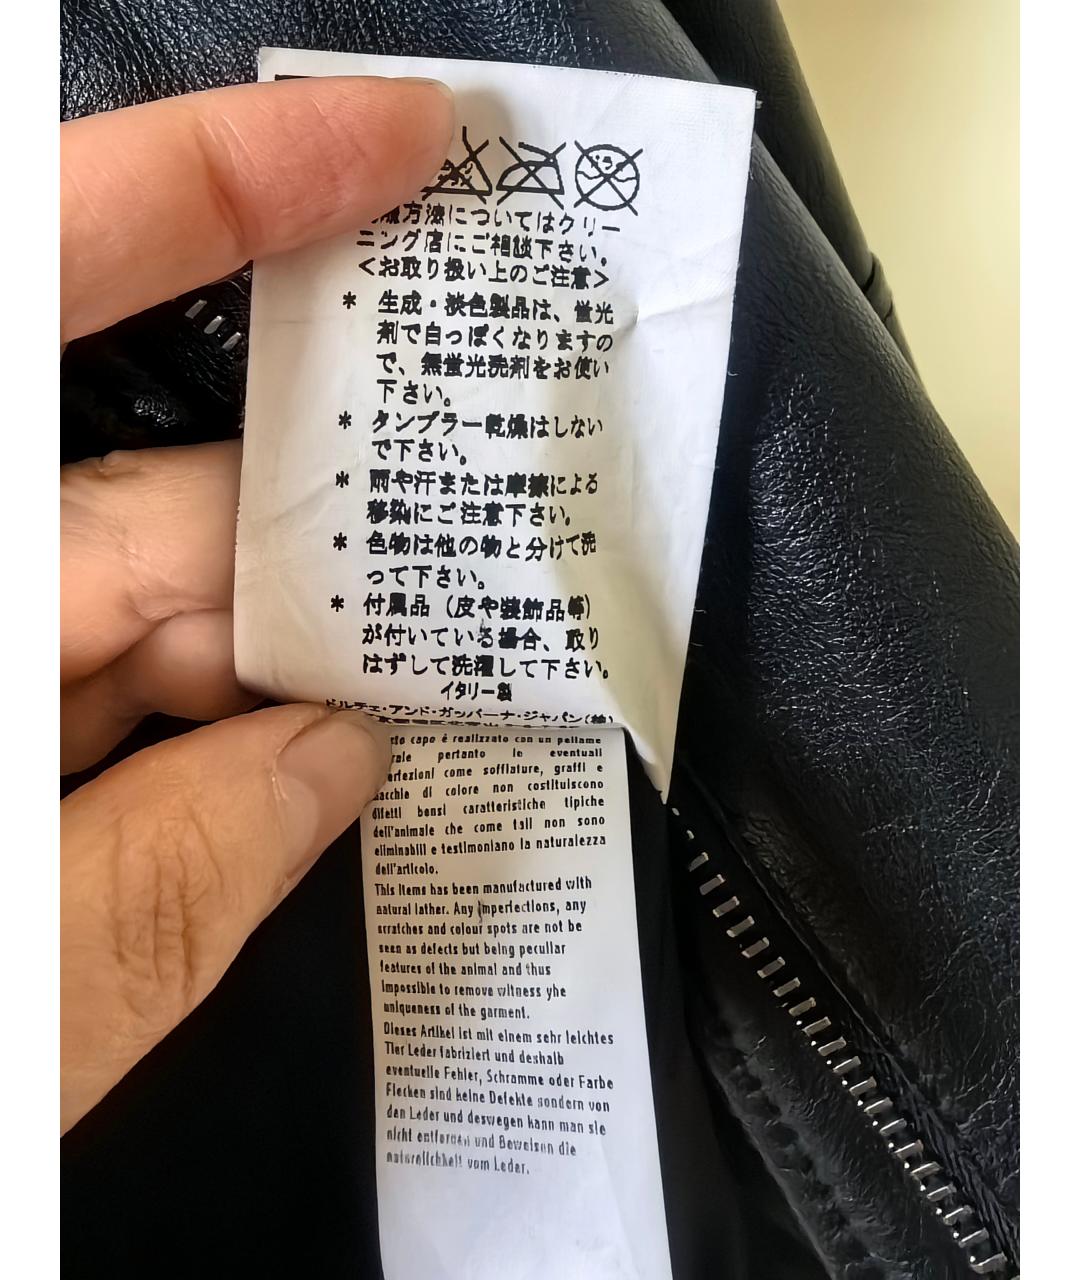 方法についてはクリー
ニング店にご相談下さい。
<お取り扱い上のご注意>
* 生成・淡色製品は、蛍光
剤で白っぽくなりますの
で、無蛍光洗剤をお使い
下さい。
* タンブラー乾燥はしない
で下さい。
* 雨や汗または摩擦による
移染にご注意下さい。
* 色物は他の物と分けて洗
って下さい。
* 付属品（皮や装飾品等）
が付いている場合、取り
はずして洗濯して下さい。
イタリー製
ドルチェ・アンド・ガッバーナ・ジャパン(株)
capo è realizzato con un pellame
pertanto le eventuali
come soffiature, graffi e
macchie di colore non costituiscono
difetti bensi caratteristiche tipiche
dell'animale che come tali non sono
eliminabili e testimoniano la naturalezza
dell'articolo.
This items has been manufactured with
natural lather. Any imperfections, any
scratches and colour spots are not be
seen as defects but being peculiar
features of the animal and thus
impossible to remove witness yhe
uniqueness of the garment.
Dieses Artikel ist mit einem sehr leichtes
Tier Leder fabriziert und deshalb
eventuelle Fehler, Schramme oder Farbe
Flecken sind keine Defekte sondern von
den Leder und deswegen kann man sie
nicht entfernen und Beweisen die
naturelichkeit vom Leder.